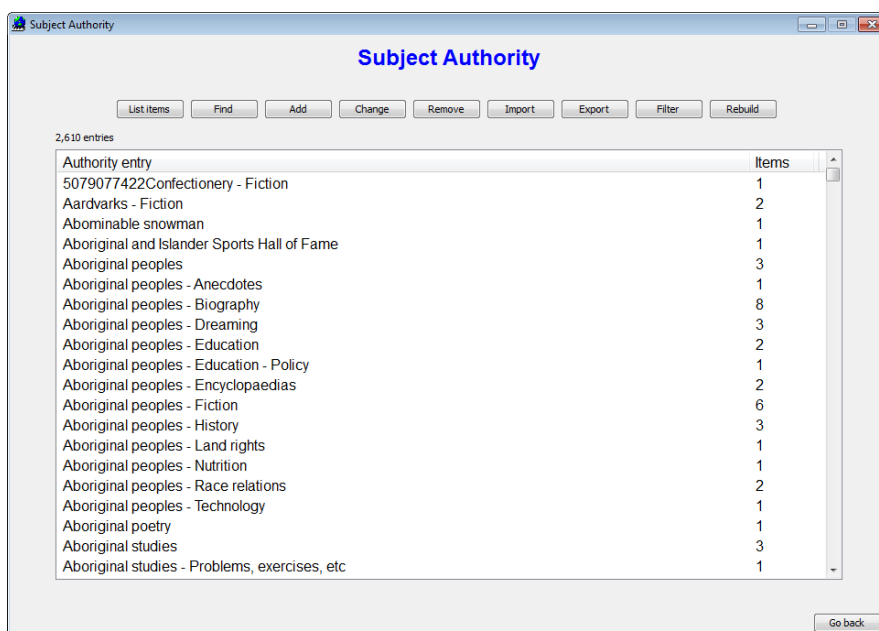 Subject Authority
Subject Authority
List items Find Add Change Remove Import Export Filter Rebuild
2,610 entries
Authority entry Items
5079077422Confectionery - Fiction 1
Aardvarks - Fiction 2
Abominable snowman 1
Aboriginal and Islander Sports Hall of Fame 1
Aboriginal peoples 3
Aboriginal peoples - Anecdotes 1
Aboriginal peoples - Biography 8
Aboriginal peoples - Dreaming 3
Aboriginal peoples - Education 2
Aboriginal peoples - Education - Policy 1
Aboriginal peoples - Encyclopaedias 2
Aboriginal peoples - Fiction 6
Aboriginal peoples - History 3
Aboriginal peoples - Land rights 1
Aboriginal peoples - Nutrition 1
Aboriginal peoples - Race relations 2
Aboriginal peoples - Technology 1
Aboriginal poetry 1
Aboriginal studies 3
Aboriginal studies - Problems, exercises, etc 1
Go back